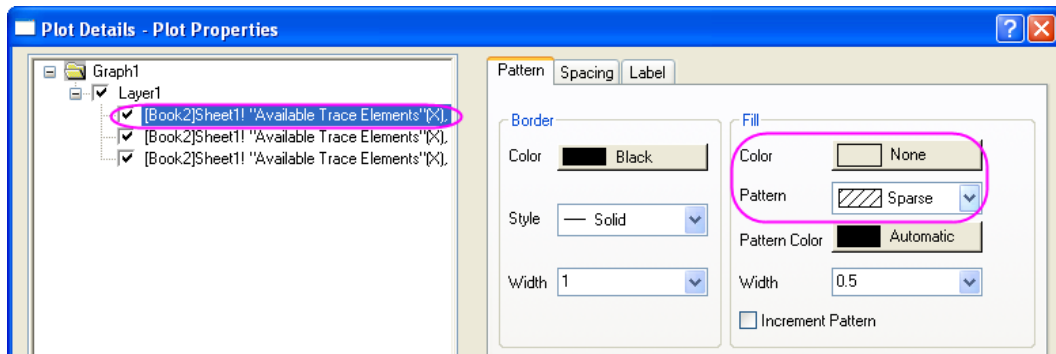 Plot Details - Plot Properties
Graph1
Layer1
[Book2]Sheet1! "Available Trace Elements"(X),
[Book2]Sheet1! "Available Trace Elements"(X),
[Book2]Sheet1! "Available Trace Elements"(X),
Pattern Spacing Label
Border
Color Black
Style Solid
Width 1
Fill
Color None
Pattern Sparse
Pattern Color Automatic
Width 0.5
Increment Pattern